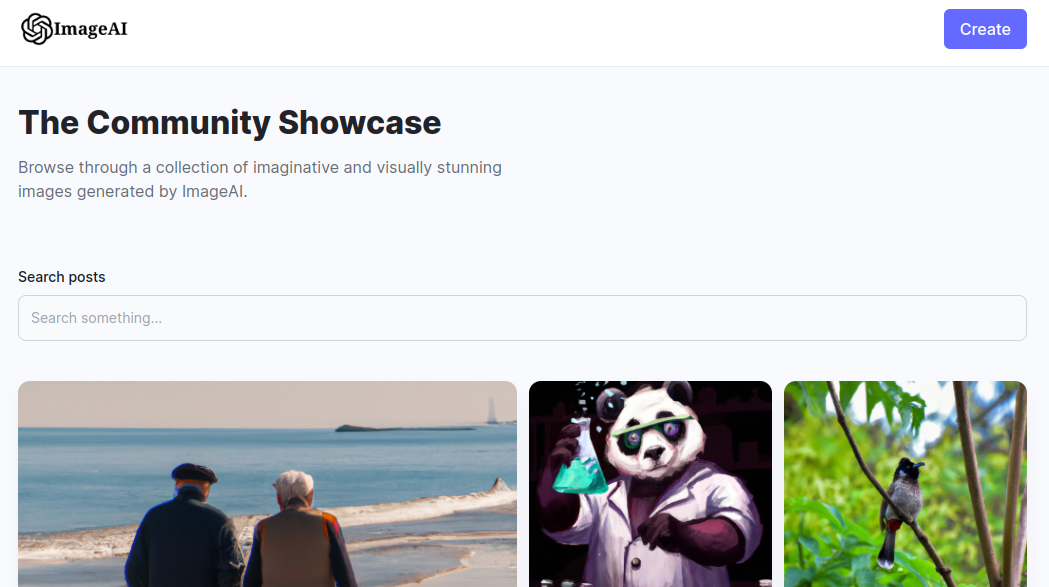 ImageAI
Create
The Community Showcase
Browse through a collection of imaginative and visually stunning
images generated by ImageAI.
Search posts
Search something...